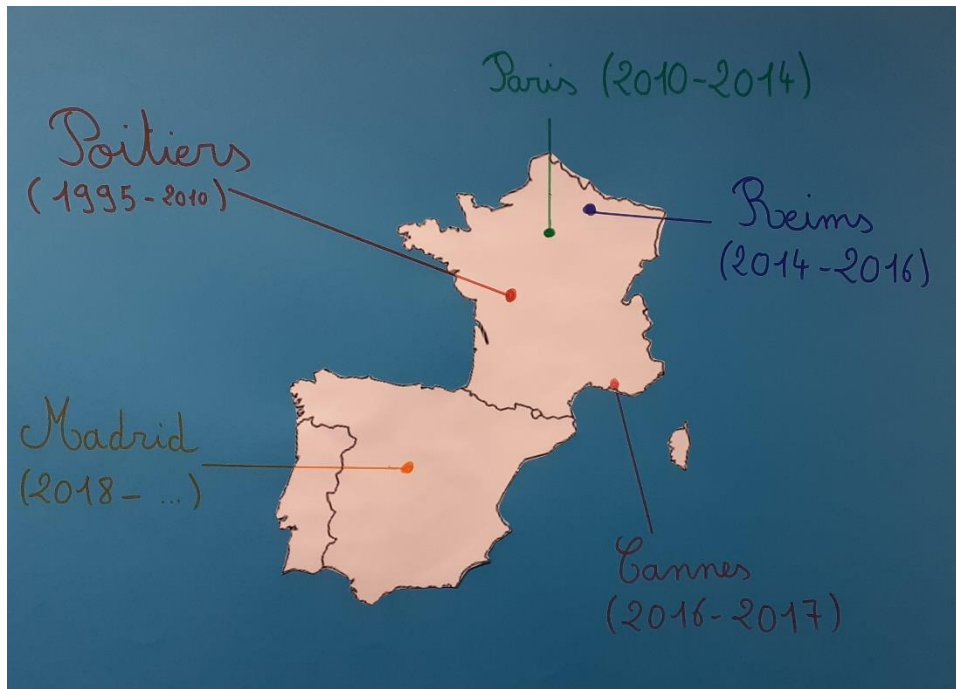 Paris (2010-2014)
Poitiers
(1995-2010)
Reims
(2014-2016)
Madrid
(2018-...)
Cannes
(2016-2017)